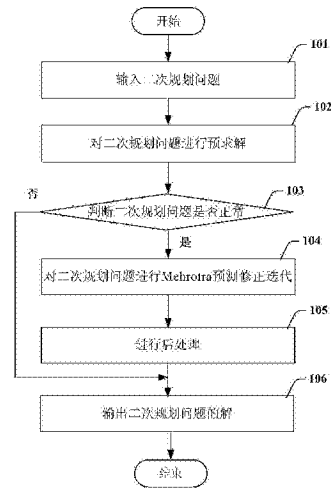 开始
101
输入二次规划问题
102
对二次规划问题进行预求解
否
103
判断二次规划问题是否正常
是
104
对二次规划问题进行Mehrotra预测修正迭代
105
进行后处理
106
输出二次规划问题的解
结束